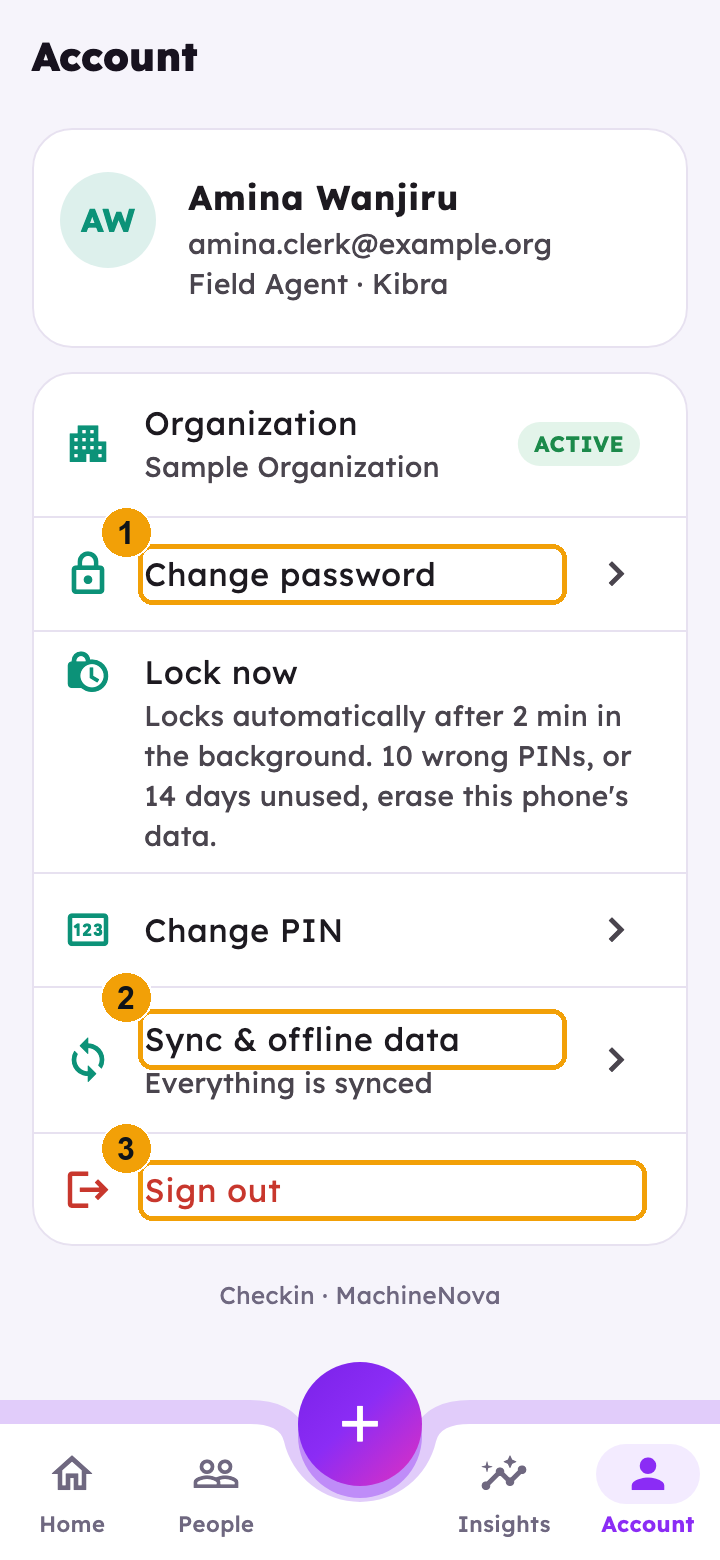 Account
AW
Amina Wanjiru
amina.clerk@example.org
Field Agent · Kibra
Organization
Sample Organization
ACTIVE
1
Change password
Lock now
Locks automatically after 2 min in
the background. 10 wrong PINs, or
14 days unused, erase this phone's
data.
123
Change PIN
2
Sync & offline data
Everything is synced
3
Sign out
Checkin · MachineNova
+
Home
People
Insights
Account